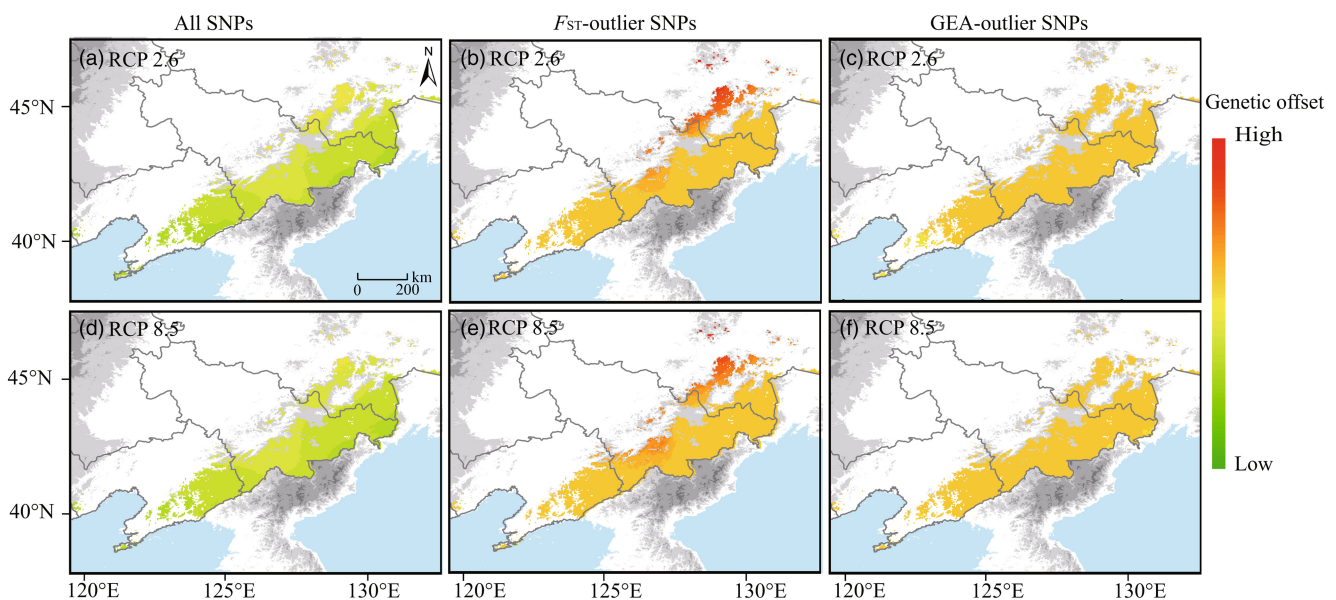 All SNPs
FST-outlier SNPs
GEA-outlier SNPs
(a) RCP 2.6
N
(b) RCP 2.6
(c) RCP 2.6
45°N
40°N
km
0 200
Genetic offset
High
Low
(d) RCP 8.5
(e) RCP 8.5
(f) RCP 8.5
45°N
40°N
120°E 125°E 130°E
120°E 125°E 130°E
120°E 125°E 130°E